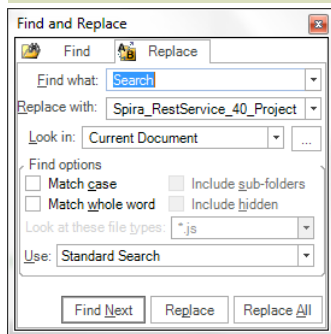 Find and Replace
Find Replace
Find what: Search
Replace with: Spira_RestService_40_Project
Look in: Current Document ...
Find options
Match case Include sub-folders
Match whole word Include hidden
Look at these file types: *.js
Use: Standard Search
Find Next Replace Replace All